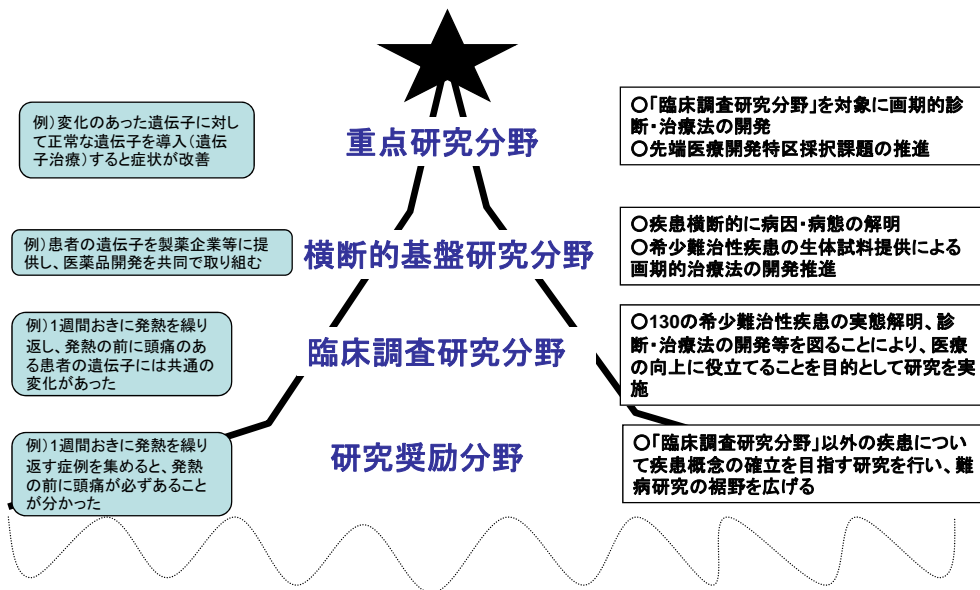 例)変化のあった遺伝子に対し
て正常な遺伝子を導入(遺伝
子治療)すると症状が改善
重点研究分野
○「臨床調査研究分野」を対象に画期的診
断・治療法の開発
○先端医療開発特区採択課題の推進
例)患者の遺伝子を製薬企業等に提
供し、医薬品開発を共同で取り組む
横断的基盤研究分野
○疾患横断的に病因・病態の解明
○希少難治性疾患の生体試料提供による
画期的治療法の開発推進
例)1週間おきに発熱を繰り
返し、発熱の前に頭痛のあ
る患者の遺伝子には共通の
変化があった
臨床調査研究分野
○130の希少難治性疾患の実態解明、診
断・治療法の開発等を図ることにより、医療
の向上に役立てることを目的として研究を実
施
例)1週間おきに発熱を繰り
返す症例を集めると、発熱
の前に頭痛が必ずあること
が分かった
研究奨励分野
○「臨床調査研究分野」以外の疾患につい
て疾患概念の確立を目指す研究を行い、難
病研究の裾野を広げる